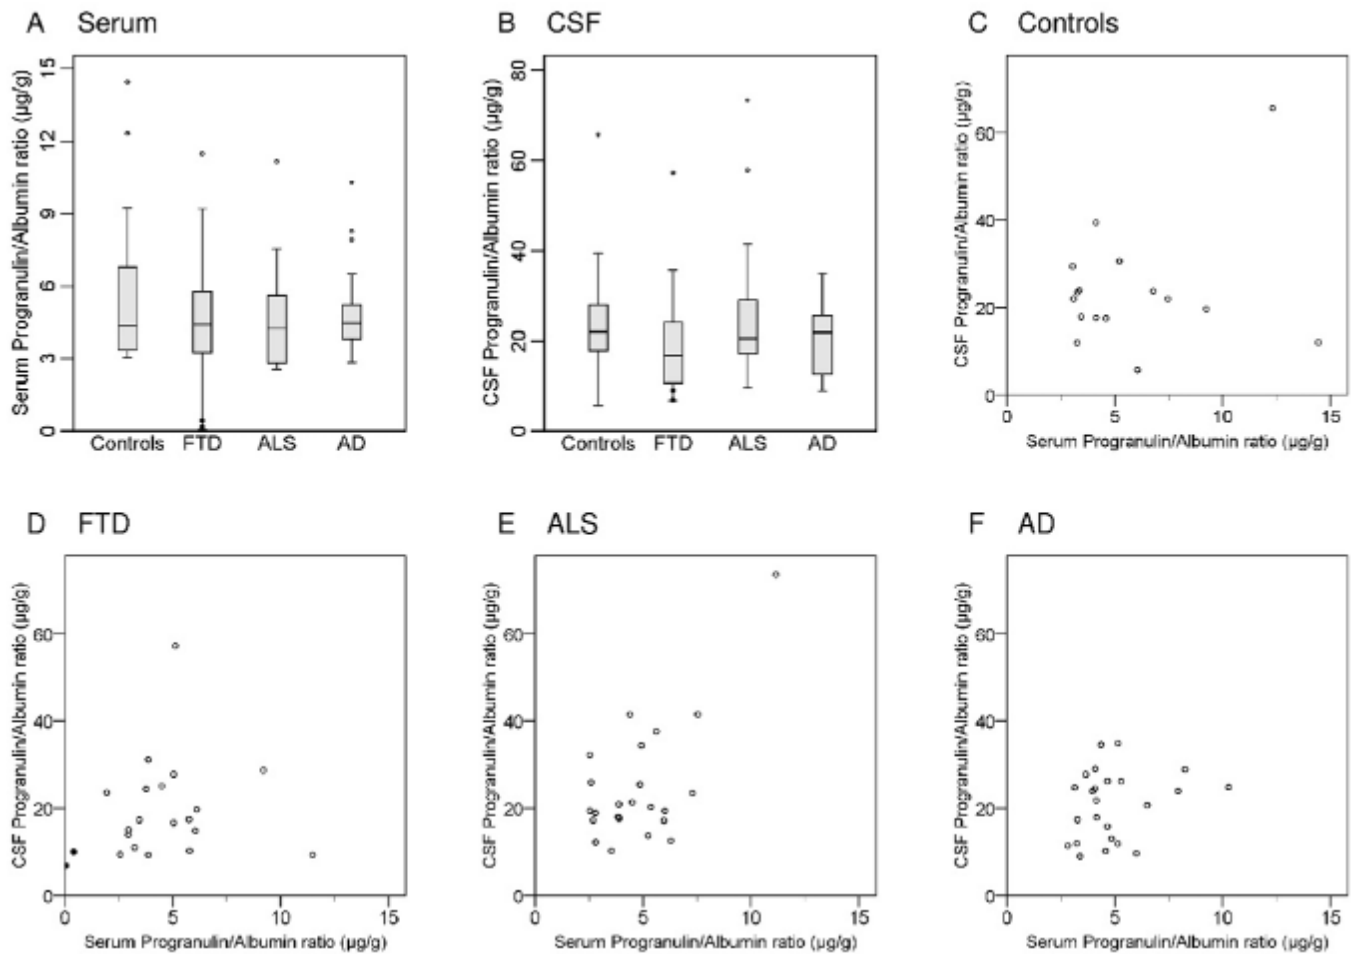 A Serum
Serum Progranulin/Albumin ratio (µg/g)
15
12
9
6
3
0
Controls FTD ALS AD
B CSF
CSF Progranulin/Albumin ratio (µg/g)
80
60
40
20
0
Controls FTD ALS AD
C Controls
CSF Progranulin/Albumin ratio (µg/g)
60
40
20
0
0 5 10 15
Serum Progranulin/Albumin ratio (µg/g)
D FTD
CSF Progranulin/Albumin ratio (µg/g)
60
40
20
0
0 5 10 15
Serum Progranulin/Albumin ratio (µg/g)
E ALS
CSF Progranulin/Albumin ratio (µg/g)
60
40
20
0
0 5 10 15
Serum Progranulin/Albumin ratio (µg/g)
F AD
CSF Progranulin/Albumin ratio (µg/g)
60
40
20
0
0 5 10 15
Serum Progranulin/Albumin ratio (µg/g)